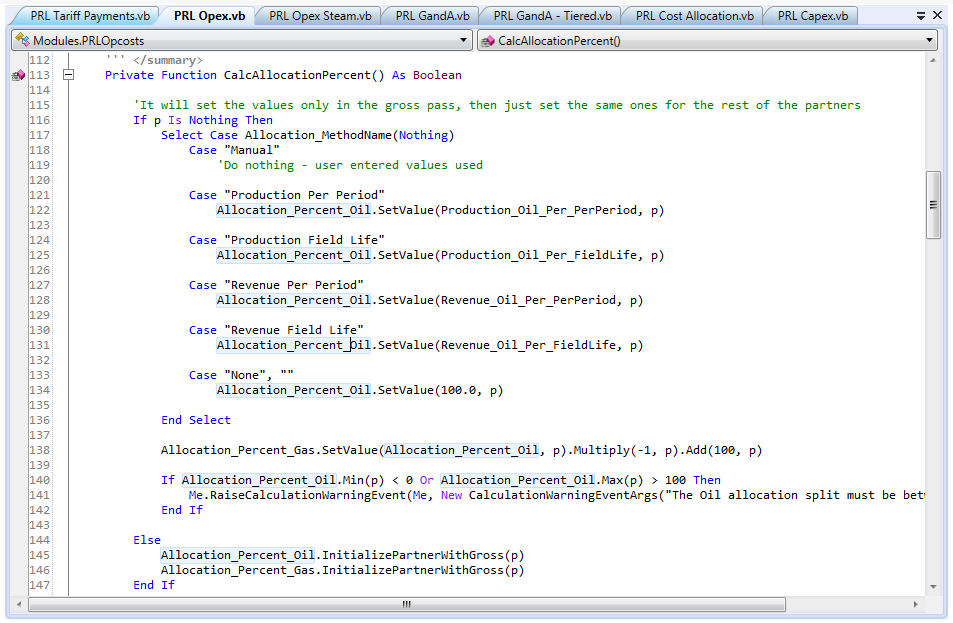 PRL Tariff Payments.vb PRL Opex.vb PRL Opex Steam.vb PRL GandA.vb PRL GandA - Tiered.vb PRL Cost Allocation.vb PRL Capex.vb
Modules.PRLOpcosts CalcAllocationPercent()
112 ''' </summary>
113 Private Function CalcAllocationPercent() As Boolean
114
115 'It will set the values only in the gross pass, then just set the same ones for the rest of the partners
116 If p Is Nothing Then
117 Select Case Allocation_MethodName(Nothing)
118 Case "Manual"
119 'Do nothing - user entered values used
120
121 Case "Production Per Period"
122 Allocation_Percent_Oil.SetValue(Production_Oil_Per_PerPeriod, p)
123
124 Case "Production Field Life"
125 Allocation_Percent_Oil.SetValue(Production_Oil_Per_FieldLife, p)
126
127 Case "Revenue Per Period"
128 Allocation_Percent_Oil.SetValue(Revenue_Oil_Per_PerPeriod, p)
129
130 Case "Revenue Field Life"
131 Allocation_Percent_Oil.SetValue(Revenue_Oil_Per_FieldLife, p)
132
133 Case "None", ""
134 Allocation_Percent_Oil.SetValue(100.0, p)
135
136 End Select
137
138 Allocation_Percent_Gas.SetValue(Allocation_Percent_Oil, p).Multiply(-1, p).Add(100, p)
139
140 If Allocation_Percent_Oil.Min(p) < 0 Or Allocation_Percent_Oil.Max(p) > 100 Then
141 Me.RaiseCalculationWarningEvent(Me, New CalculationWarningEventArgs("The Oil allocation split must be bet
142 End If
143
144 Else
145 Allocation_Percent_Oil.InitializePartnerWithGross(p)
146 Allocation_Percent_Gas.InitializePartnerWithGross(p)
147 End If